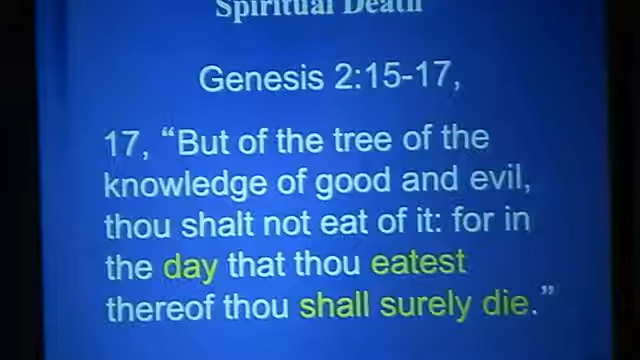 Spiritual Death
Genesis 2:15-17,
17, “But of the tree of the
knowledge of good and evil,
thou shalt not eat of it: for in
the day that thou eatest
thereof thou shall surely die.”